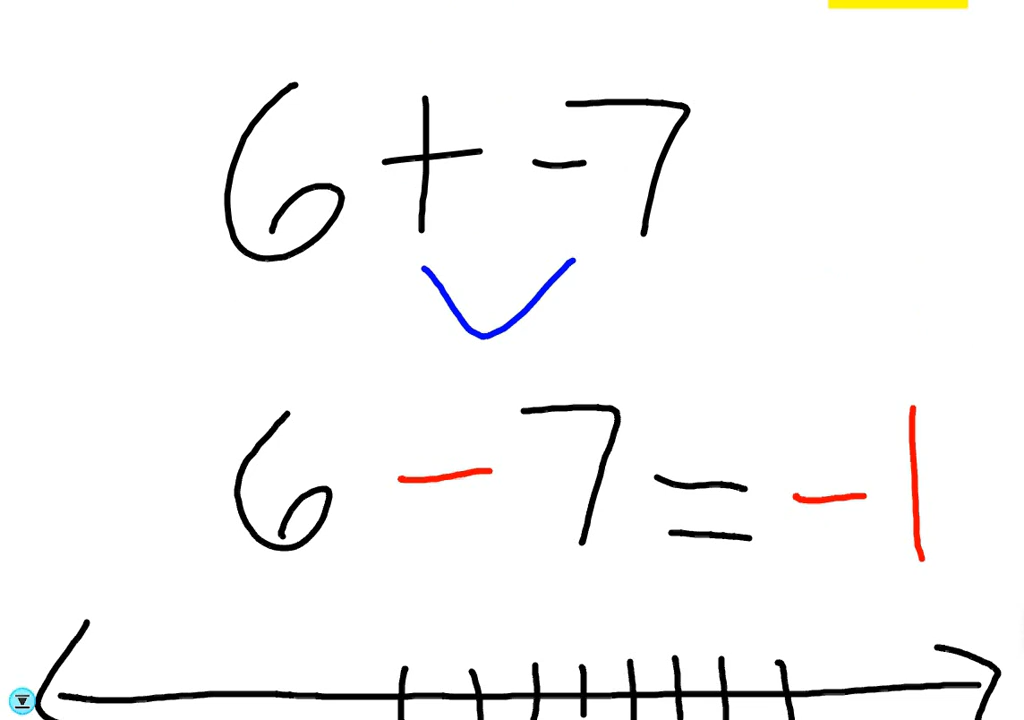 6 + -7
6 - 7 = -1